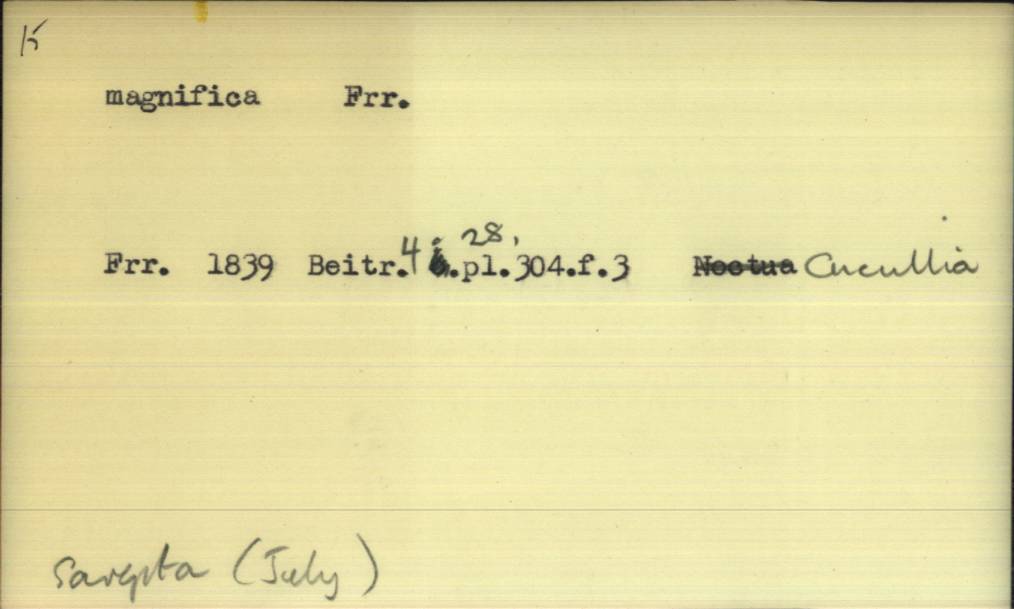 15
magnifica Frr.
Frr. 1839 Beitr. 4 : 28, pl.304.f.3 Noctua Cucullia
Sarepta (July)